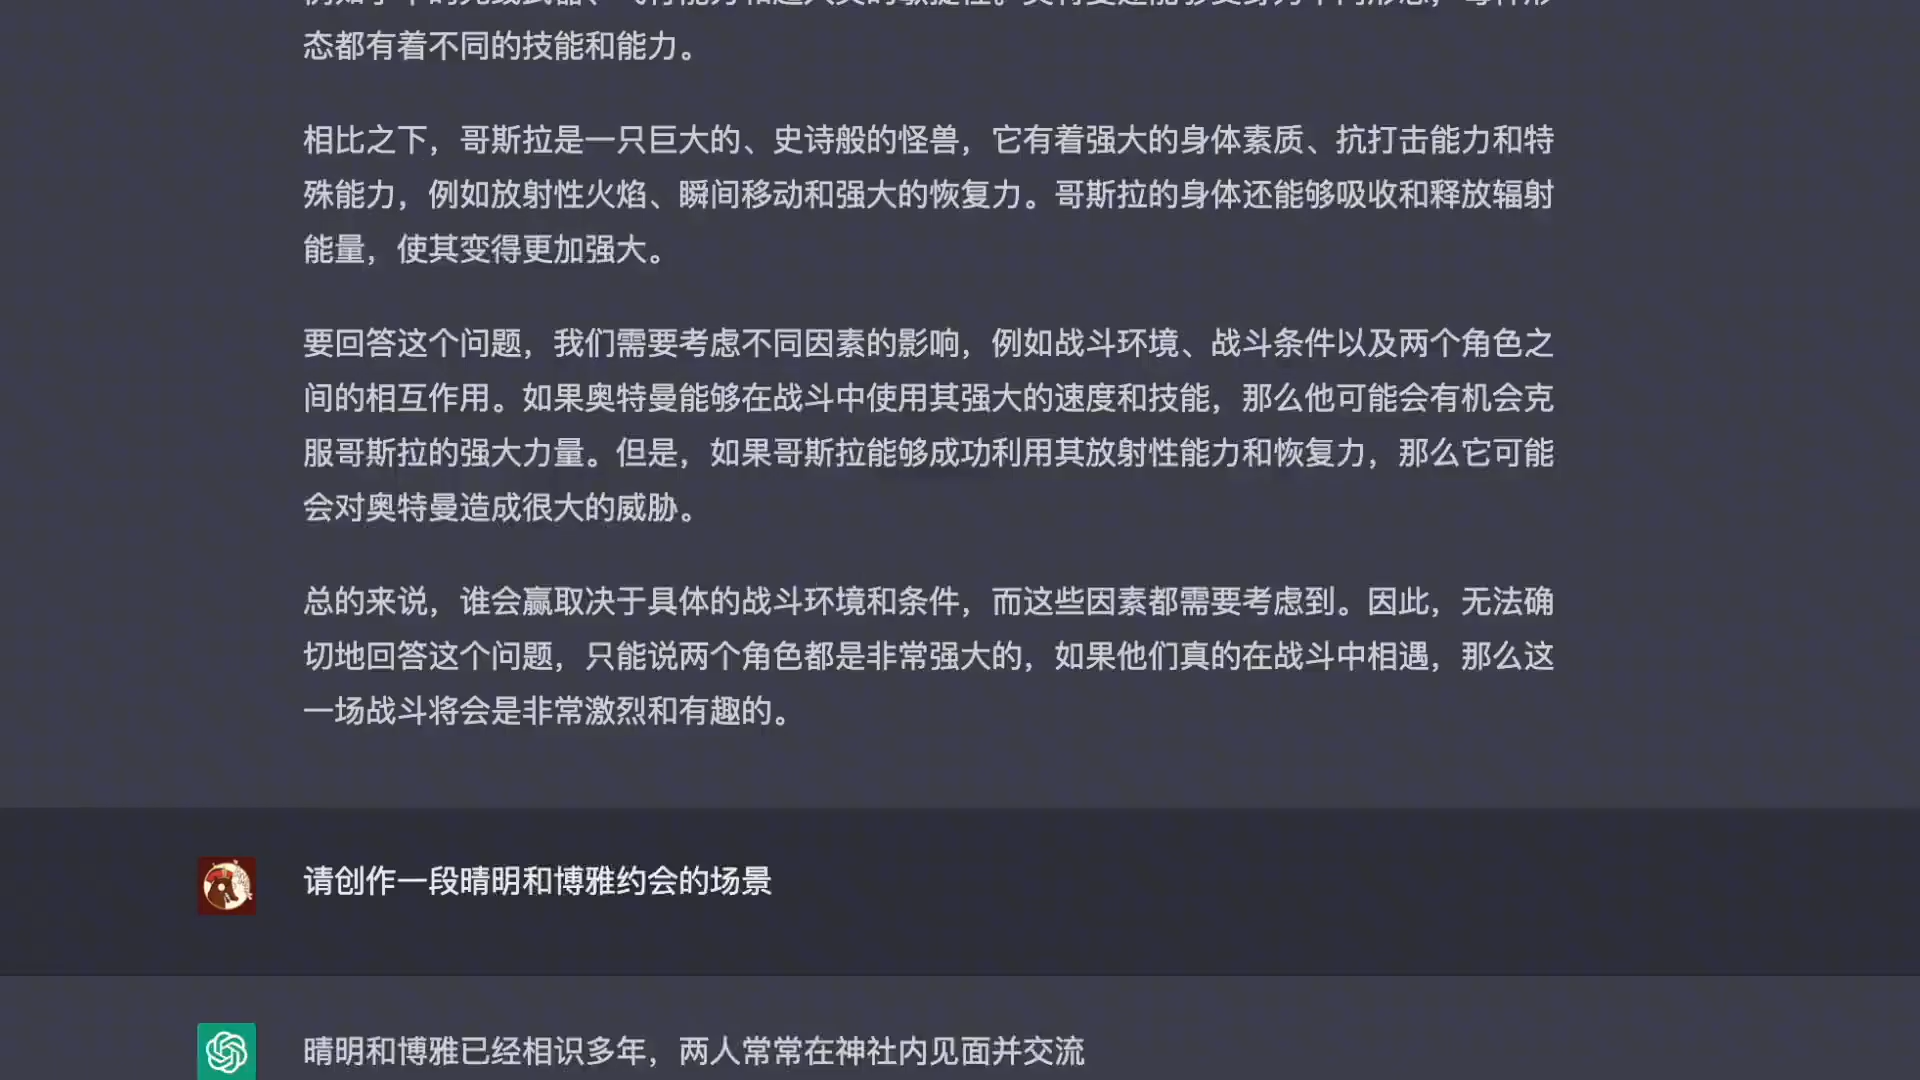 态都有着不同的技能和能力。
相比之下，哥斯拉是一只巨大的、史诗般的怪兽，它有着强大的身体素质、抗打击能力和特
殊能力，例如放射性火焰、瞬间移动和强大的恢复力。哥斯拉的身体还能够吸收和释放辐射
能量，使其变得更加强大。
要回答这个问题，我们需要考虑不同因素的影响，例如战斗环境、战斗条件以及两个角色之
间的相互作用。如果奥特曼能够在战斗中使用其强大的速度和技能，那么他可能会有机会克
服哥斯拉的强大力量。但是，如果哥斯拉能够成功利用其放射性能力和恢复力，那么它可能
会对奥特曼造成很大的威胁。
总的来说，谁会赢取决于具体的战斗环境和条件，而这些因素都需要考虑到。因此，无法确
切地回答这个问题，只能说两个角色都是非常强大的，如果他们真的在战斗中相遇，那么这
一场战斗将会是非常激烈和有趣的。
请创作一段晴明和博雅约会的场景
晴明和博雅已经相识多年，两人常常在神社内见面并交流